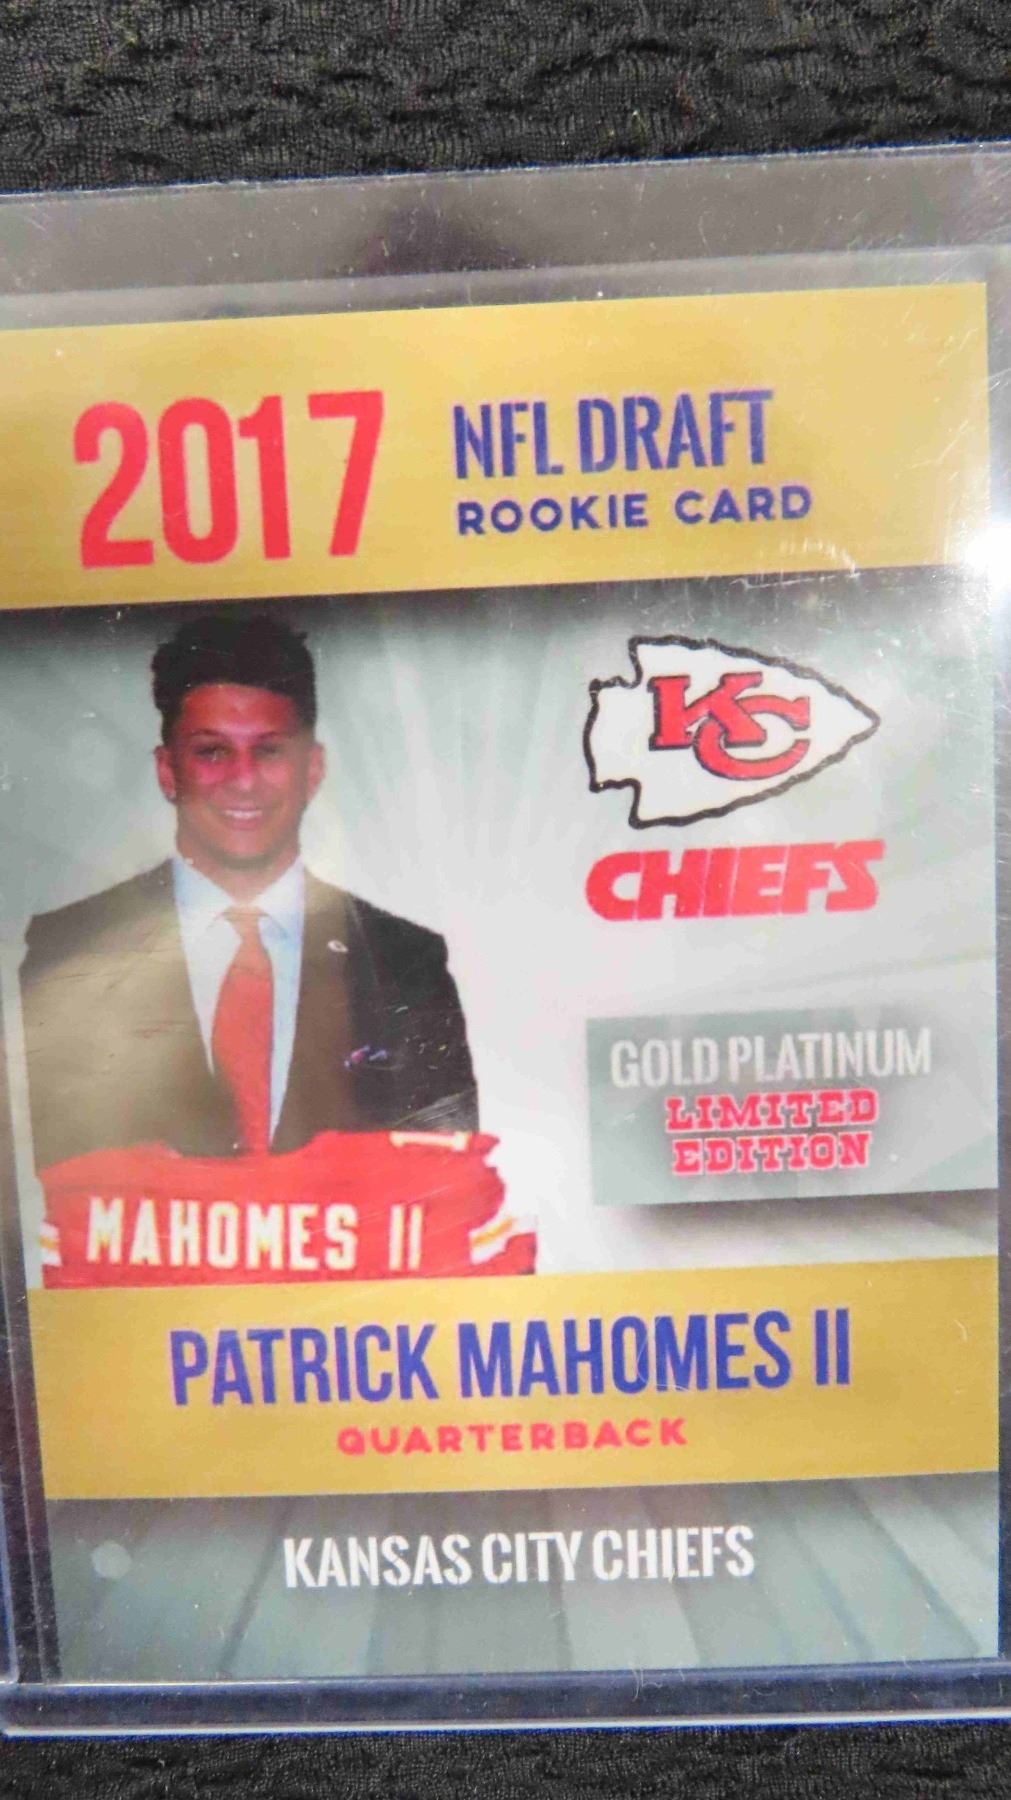 2017
NFL DRAFT
ROOKIE CARD
KC
CHIEFS
GOLD PLATINUM
LIMITED
EDITION
1
MAHOMES II
PATRICK MAHOMES II
QUARTERBACK
KANSAS CITY CHIEFS